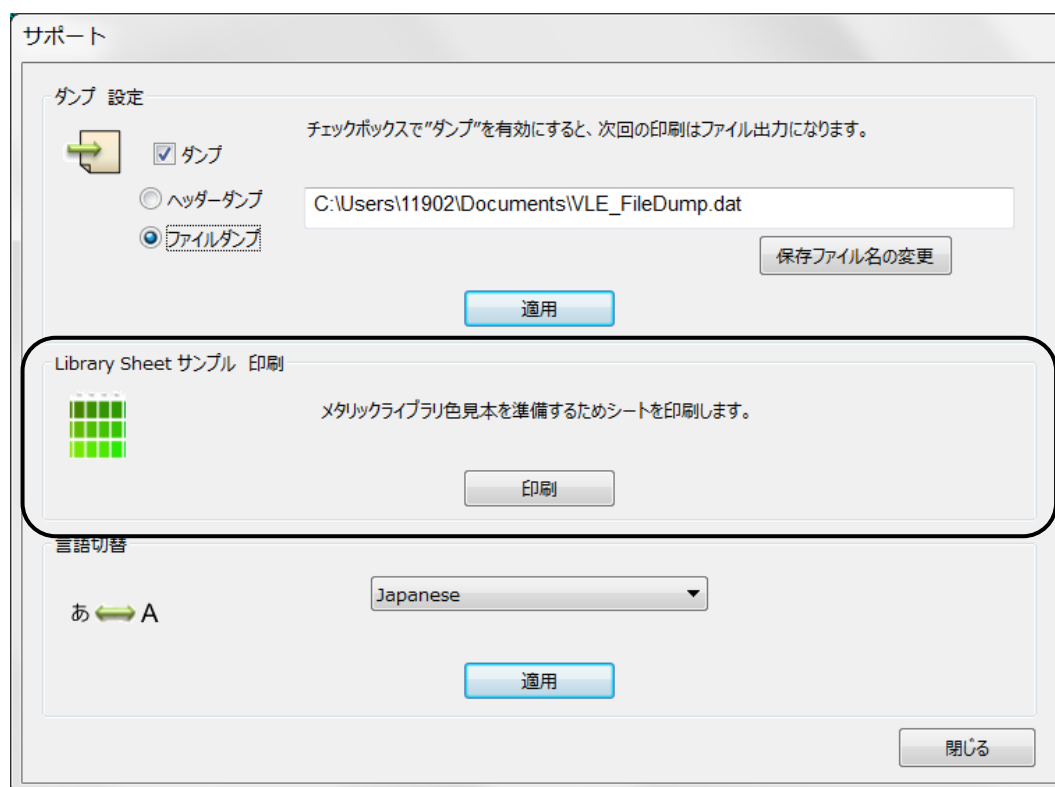 サポート
ダンプ 設定
チェックボックスで"ダンプ"を有効にすると、次回の印刷はファイル出力になります。
ダンプ
ヘッダーダンプ
C:\Users\11902\Documents\VLE_FileDump.dat
ファイルダンプ
保存ファイル名の変更
適用
Library Sheet サンプル 印刷
メタリックライブラリ色見本を準備するためシートを印刷します。
印刷
言語切替
Japanese
あ A
適用
閉じる